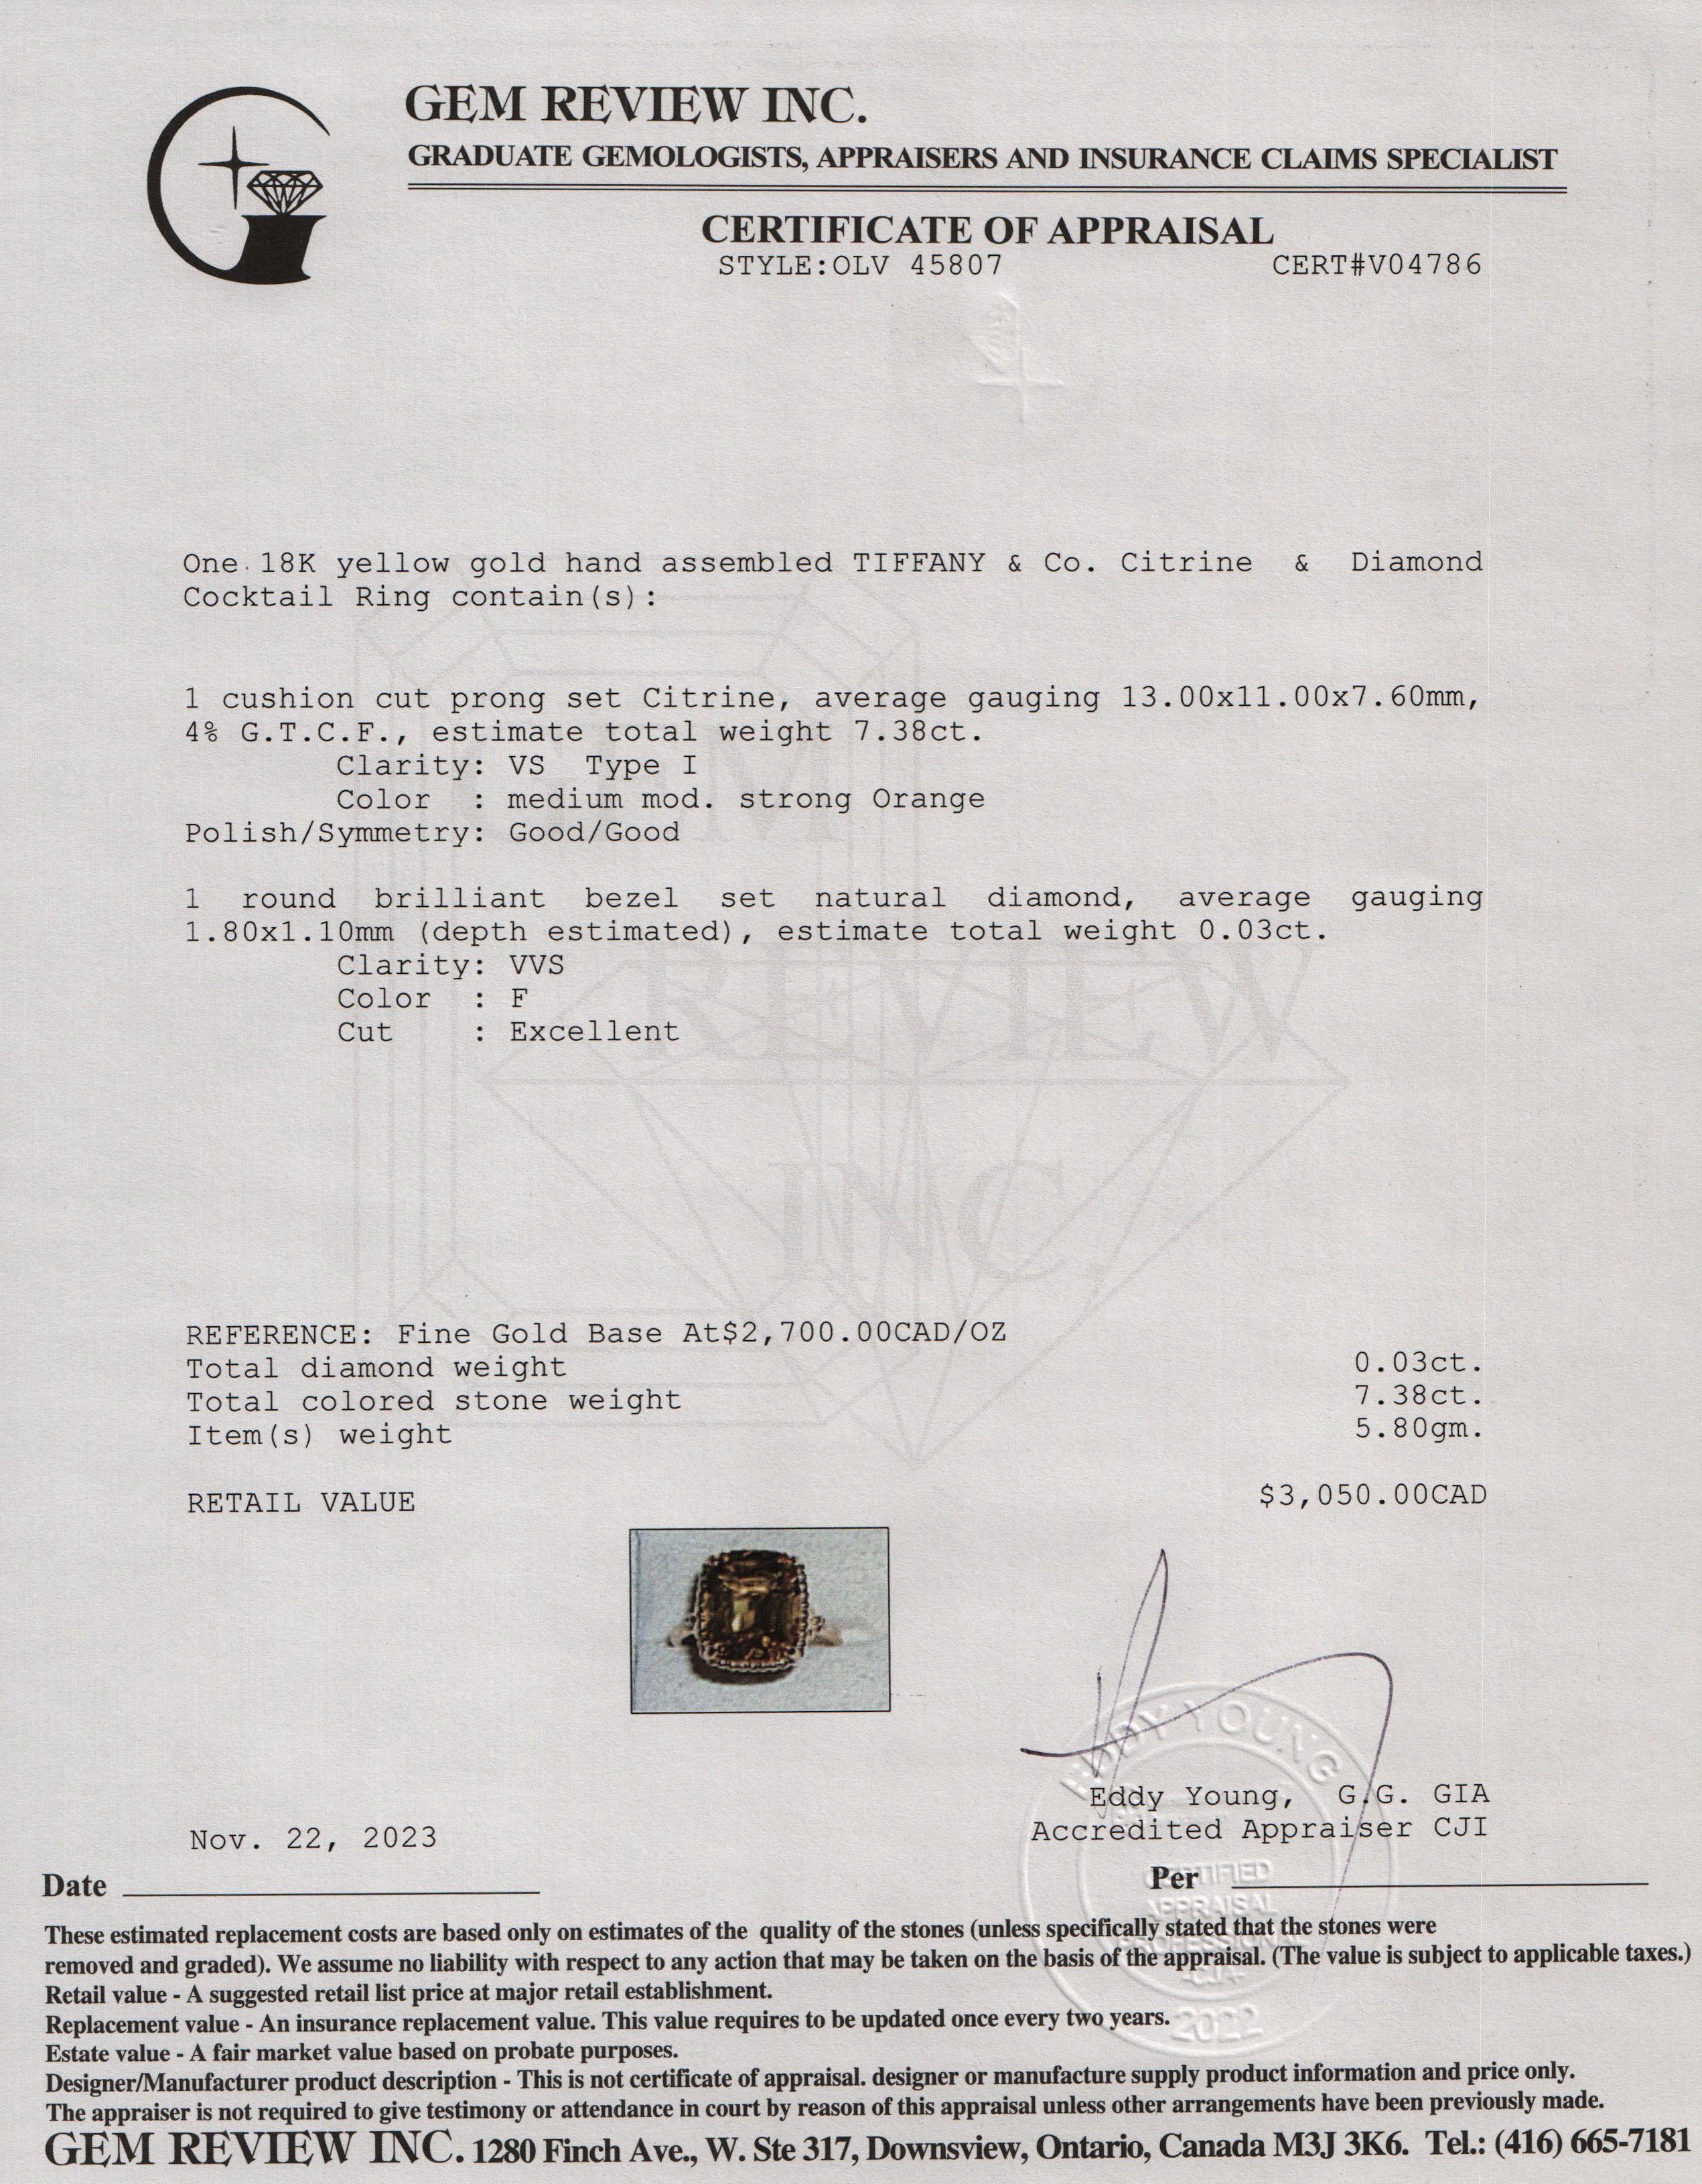 GEM REVIEW INC.
GRADUATE GEMOLOGISTS, APPRAISERS AND INSURANCE CLAIMS SPECIALIST
CERTIFICATE OF APPRAISAL
STYLE:OLV 45807 CERT#V04786
One 18K yellow gold hand assembled TIFFANY & Co. Citrine & Diamond
Cocktail Ring contain(s):
1 cushion cut prong set Citrine, average gauging 13.00x11.00x7.60mm,
4% G.T.C.F., estimate total weight 7.38ct.
Clarity: VS Type I
Color : medium mod. strong Orange
Polish/Symmetry: Good/Good
1 round brilliant bezel set natural diamond, average gauging
1.80x1.10mm (depth estimated), estimate total weight 0.03ct.
Clarity: VVS
Color : F
Cut : Excellent
REVIEW
INC.
REFERENCE: Fine Gold Base At$2,700.00CAD/OZ
Total diamond weight 0.03ct.
Total colored stone weight 7.38ct.
Item(s) weight 5.80gm.
RETAIL VALUE $3,050.00CAD
EDDY YOUNG
Eddy Young, G.G. GIA
Accredited Appraiser CJI
Nov. 22, 2023
Date Per
CERTIFIED
APPRAISAL
PROFESSIONAL
2022
These estimated replacement costs are based only on estimates of the quality of the stones (unless specifically stated that the stones were
removed and graded). We assume no liability with respect to any action that may be taken on the basis of the appraisal. (The value is subject to applicable taxes.)
Retail value - A suggested retail list price at major retail establishment.
Replacement value - An insurance replacement value. This value requires to be updated once every two years.
Estate value - A fair market value based on probate purposes.
Designer/Manufacturer product description - This is not certificate of appraisal. designer or manufacture supply product information and price only.
The appraiser is not required to give testimony or attendance in court by reason of this appraisal unless other arrangements have been previously made.
GEM REVIEW INC. 1280 Finch Ave., W. Ste 317, Downsview, Ontario, Canada M3J 3K6. Tel.: (416) 665-7181